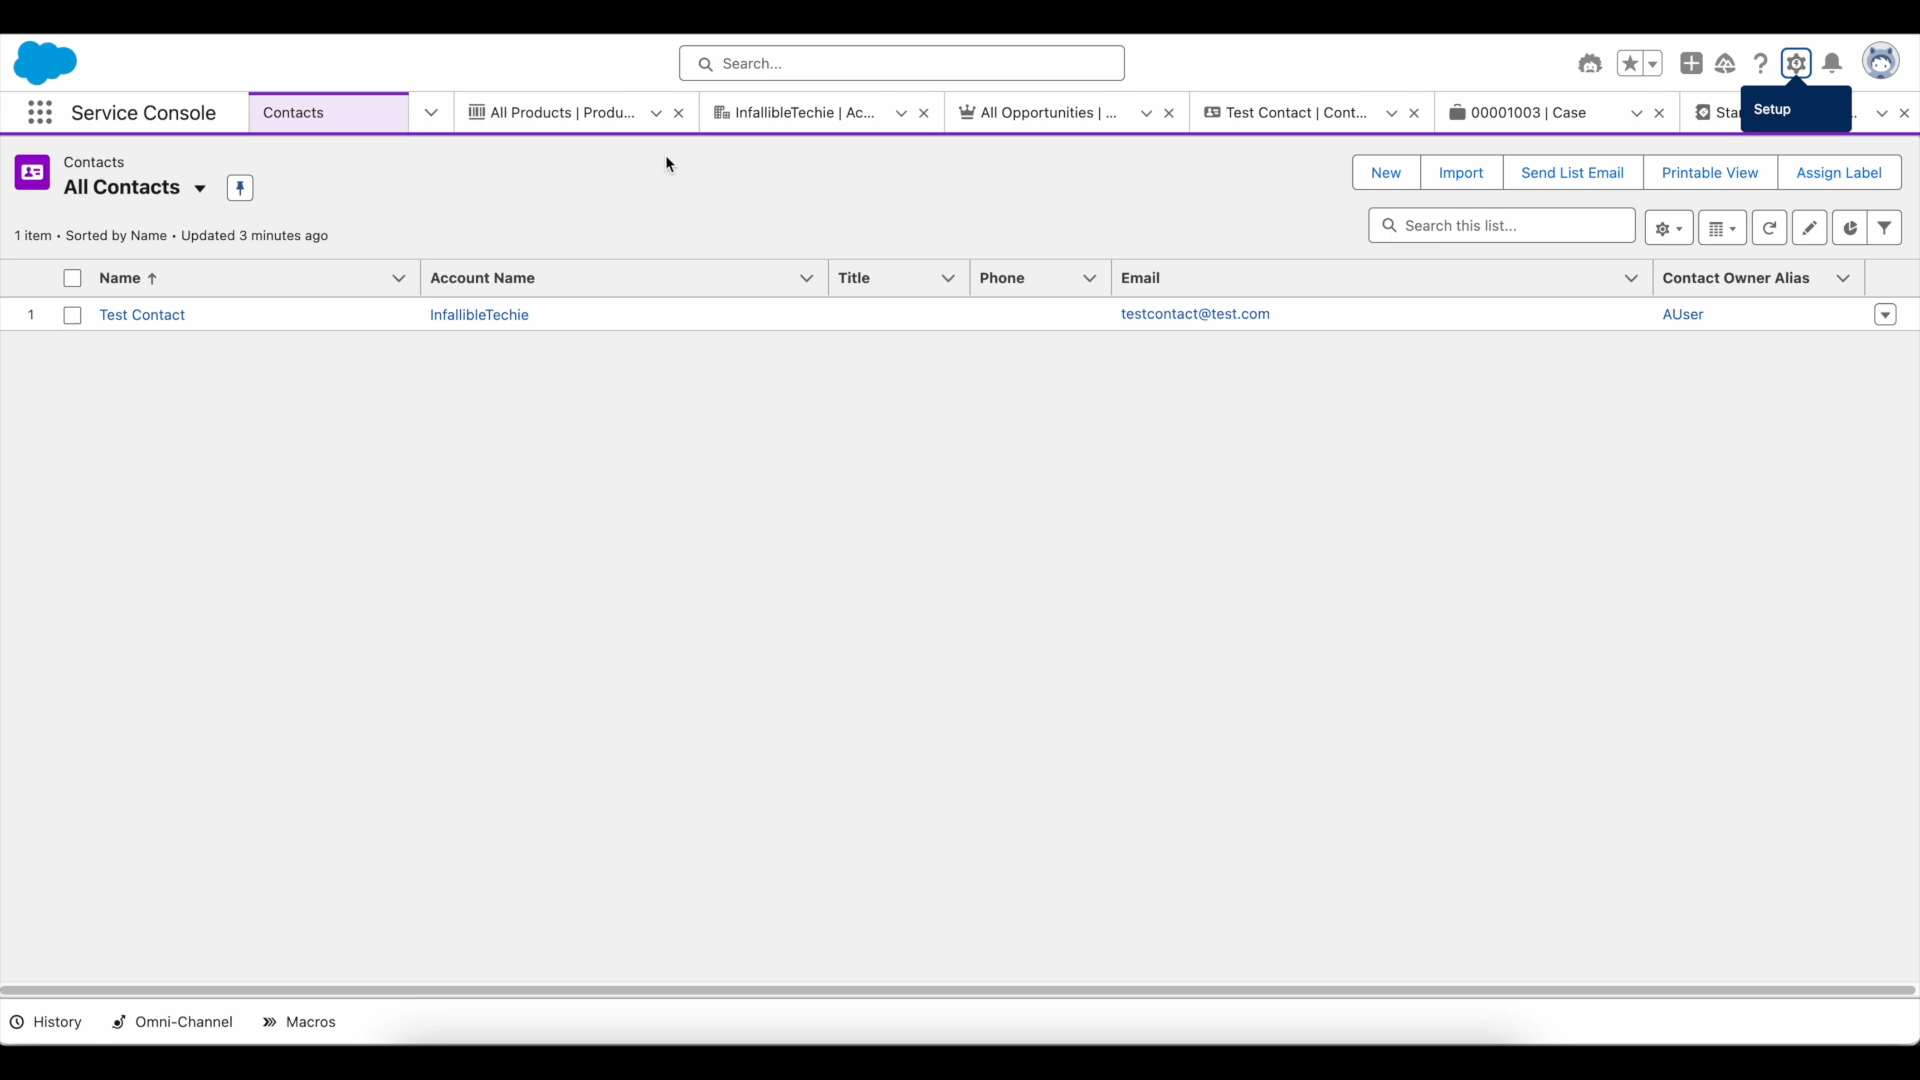 Search...
Setup
Service Console
Contacts
All Products | Produ...
InfallibleTechie | Ac...
All Opportunities | ...
Test Contact | Cont...
00001003 | Case
Contacts
All Contacts
New
Import
Send List Email
Printable View
Assign Label
1 item • Sorted by Name • Updated 3 minutes ago
Search this list...
Name
Account Name
Title
Phone
Email
Contact Owner Alias
1
Test Contact
InfallibleTechie
testcontact@test.com
AUser
History
Omni-Channel
Macros